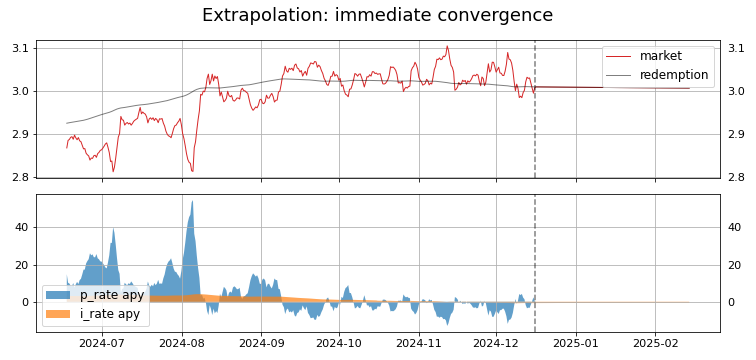 Extrapolation: immediate convergence
3.1 3.1
market
redemption
3.0 3.0
2.9 2.9
2.8 2.8
40 40
20 20
p_rate apy
0 0
i_rate apy
2024-07 2024-08 2024-09 2024-10 2024-11 2024-12 2025-01 2025-02